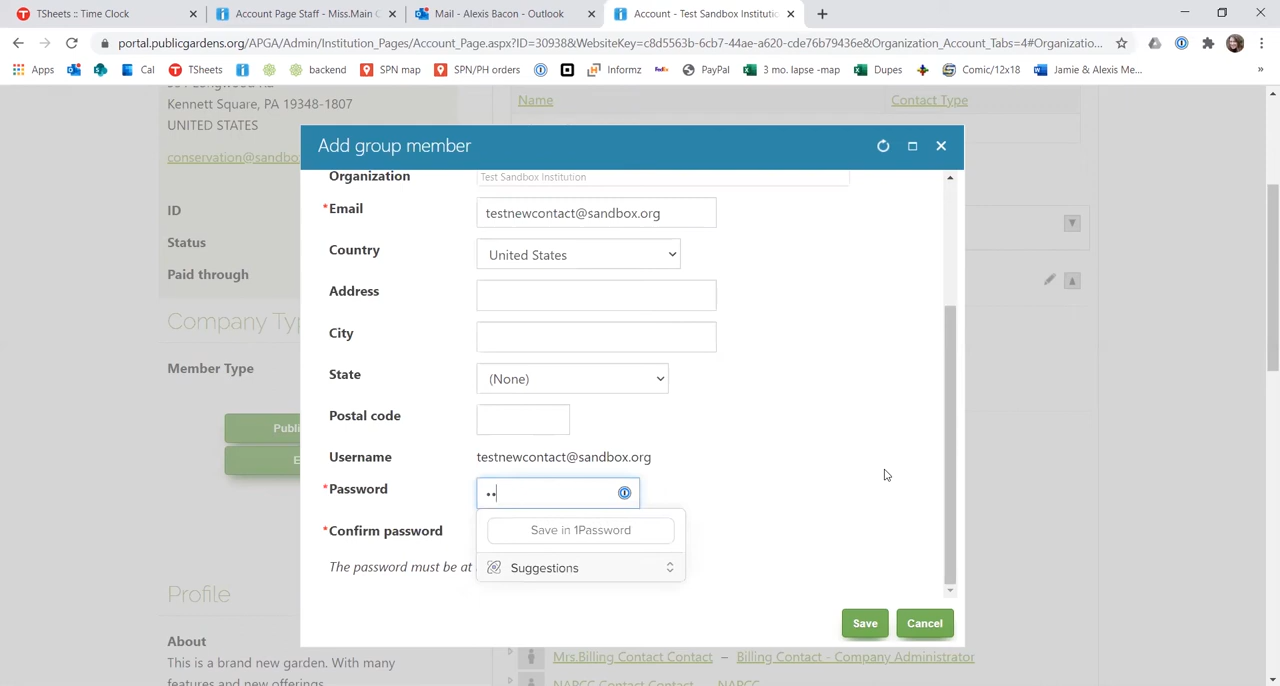 TSheets :: Time Clock
Account Page Staff - Miss.Main C
Mail - Alexis Bacon - Outlook
Account - Test Sandbox Institutio
portal.publicgardens.org/APGA/Admin/Institution_Pages/Account_Page.aspx?ID=30938&WebsiteKey=c8d5563b-6cb7-44ae-a620-cde76b79436e&Organization_Account_Tabs=4#Organizatio...
Apps
Cal
TSheets
backend
SPN map
SPN/PH orders
Informz
PayPal
3 mo. lapse -map
Dupes
Comic/12x18
Jamie & Alexis Me...
»
Kennett Square, PA 19348-1807
UNITED STATES
conservation@sandbo
Name
Contact Type
ID
Status
Paid through
Company Typ
Member Type
Publi
E
Profile
About
This is a brand new garden. With many
features and new offerings
Add group member
Organization
Test Sandbox Institution
*Email
testnewcontact@sandbox.org
Country
United States
Address
City
State
(None)
Postal code
Username
testnewcontact@sandbox.org
*Password
••
*Confirm password
Save in 1Password
Suggestions
The password must be at
Save
Cancel
Mrs.Billing Contact Contact – Billing Contact - Company Administrator
NAPCC Contact Contact – NAPCC